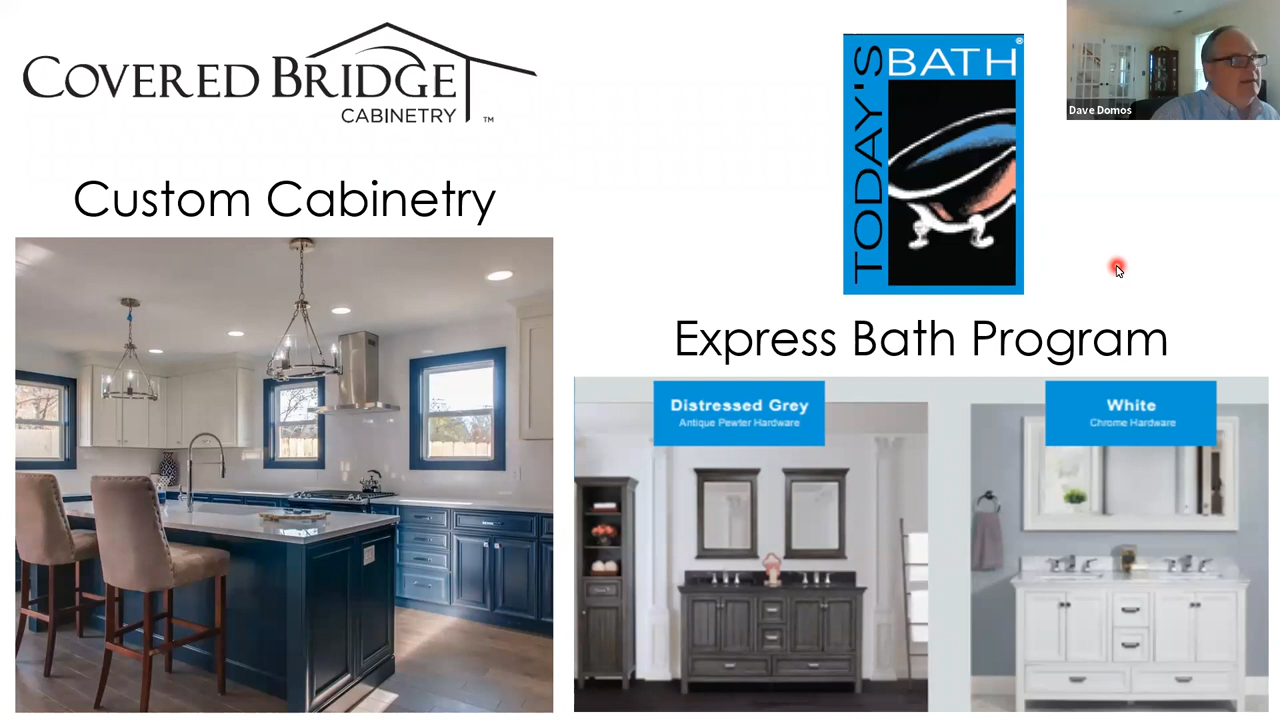 COVERED BRIDGE
CABINETRY ™
Custom Cabinetry
TODAY'S
BATH®
Dave Domos
Express Bath Program
Distressed Grey
Antique Pewter Hardware
White
Chrome Hardware